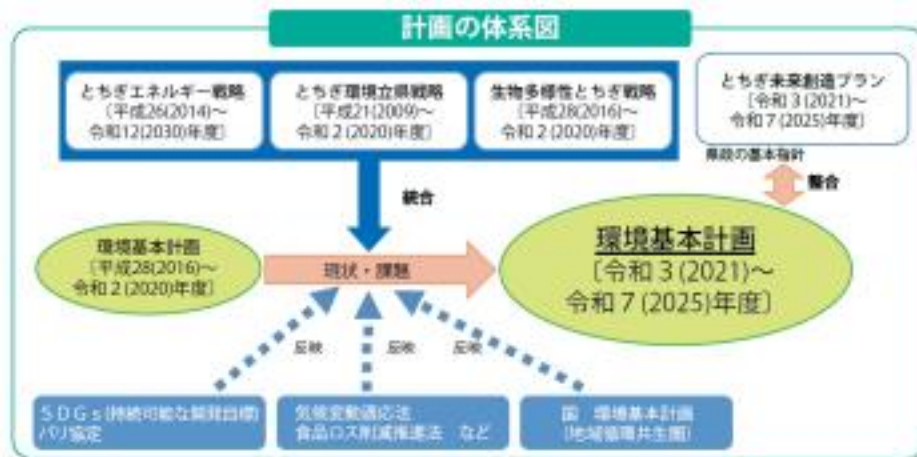 計画の体系図
とちぎエネルギー戦略
［平成26(2014)～
令和12(2030)年度］
とちぎ環境立県戦略
［平成21(2009)～
令和2(2020)年度］
生物多様性とちぎ戦略
［平成28(2016)～
令和2(2020)年度］
とちぎ未来創造プラン
［令和3(2021)～
令和7(2025)年度］
県政の基本指針
統合
整合
環境基本計画
［平成28(2016)～
令和2(2020)年度］
現状・課題
環境基本計画
［令和3(2021)～
令和7(2025)年度］
反映
反映
反映
SDGs(持続可能な開発目標)
パリ協定
気候変動適応法
食品ロス削減推進法 など
国 環境基本計画
(地域循環共生圏)